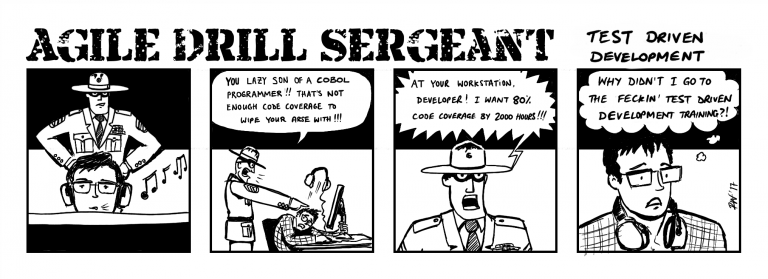 AGILE DRILL SERGEANT
TEST DRIVEN
DEVELOPMENT
YOU LAZY SON OF A COBOL
PROGRAMMER!! THAT'S NOT
ENOUGH CODE COVERAGE TO
WIPE YOUR ARSE WITH!!!
AT YOUR WORKSTATION,
DEVELOPER! I WANT 80%
CODE COVERAGE BY 2000 HOURS!!!
WHY DIDN'T I GO TO
THE FECKIN' TEST DRIVEN
DEVELOPMENT TRAINING?!